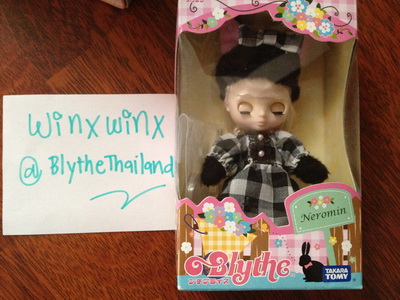 winxwinx
@BlytheThailand
Neromin
Blythe
TAKARA
TOMY